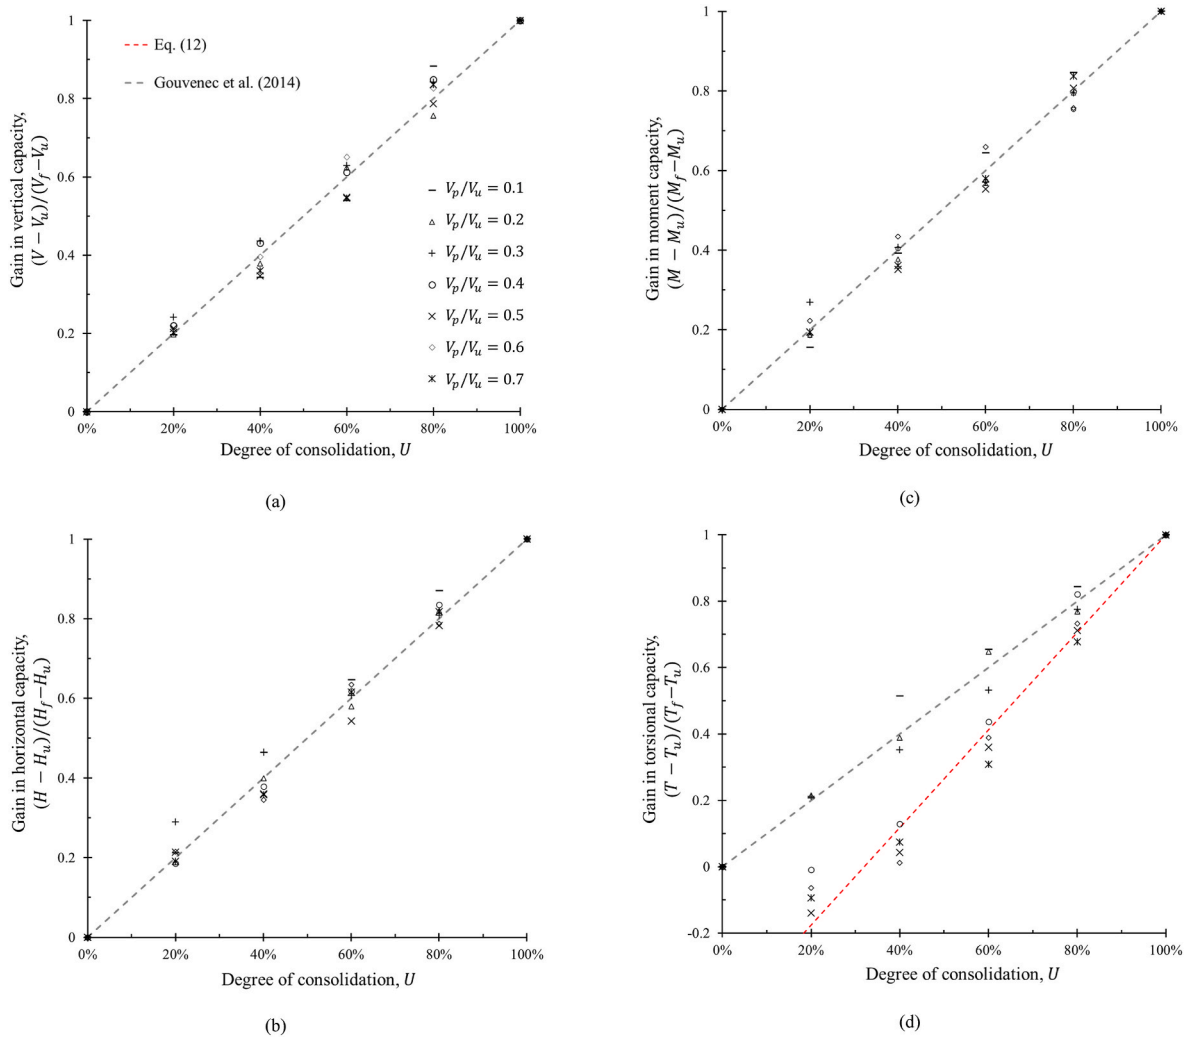 1
0.8
0.6
0.4
0.2
0
0% 20% 40% 60% 80% 100%
Degree of consolidation, U
Gain in vertical capacity,
(V − V_u)/(V_f−V_u)
Eq. (12)
Gouvenec et al. (2014)
V_p/V_u = 0.1
V_p/V_u = 0.2
V_p/V_u = 0.3
V_p/V_u = 0.4
V_p/V_u = 0.5
V_p/V_u = 0.6
V_p/V_u = 0.7
(a)
1
0.8
0.6
0.4
0.2
0
0% 20% 40% 60% 80% 100%
Degree of consolidation, U
Gain in moment capacity,
(M − M_u)/(M_f−M_u)
(c)
1
0.8
0.6
0.4
0.2
0
0% 20% 40% 60% 80% 100%
Degree of consolidation, U
Gain in horizontal capacity,
(H − H_u)/(H_f−H_u)
(b)
1
0.8
0.6
0.4
0.2
0
-0.2
0% 20% 40% 60% 80% 100%
Degree of consolidation, U
Gain in torsional capacity,
(T − T_u)/(T_f−T_u)
(d)